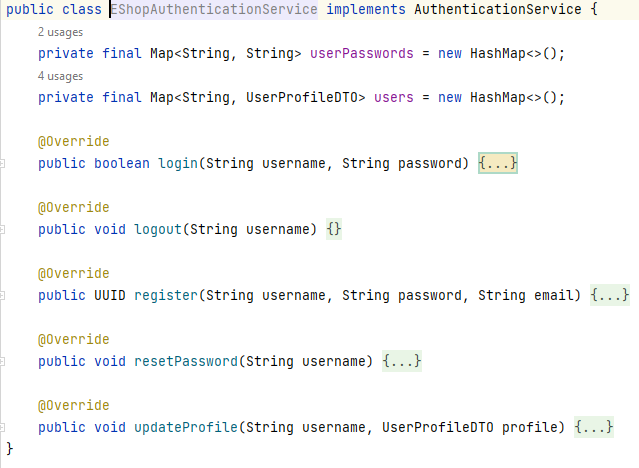 public class EShopAuthenticationService implements AuthenticationService {
2 usages
private final Map<String, String> userPasswords = new HashMap<>();
4 usages
private final Map<String, UserProfileDTO> users = new HashMap<>();
@Override
public boolean login(String username, String password) {...}
@Override
public void logout(String username) {}
@Override
public UUID register(String username, String password, String email) {...}
@Override
public void resetPassword(String username) {...}
@Override
public void updateProfile(String username, UserProfileDTO profile) {...}
}